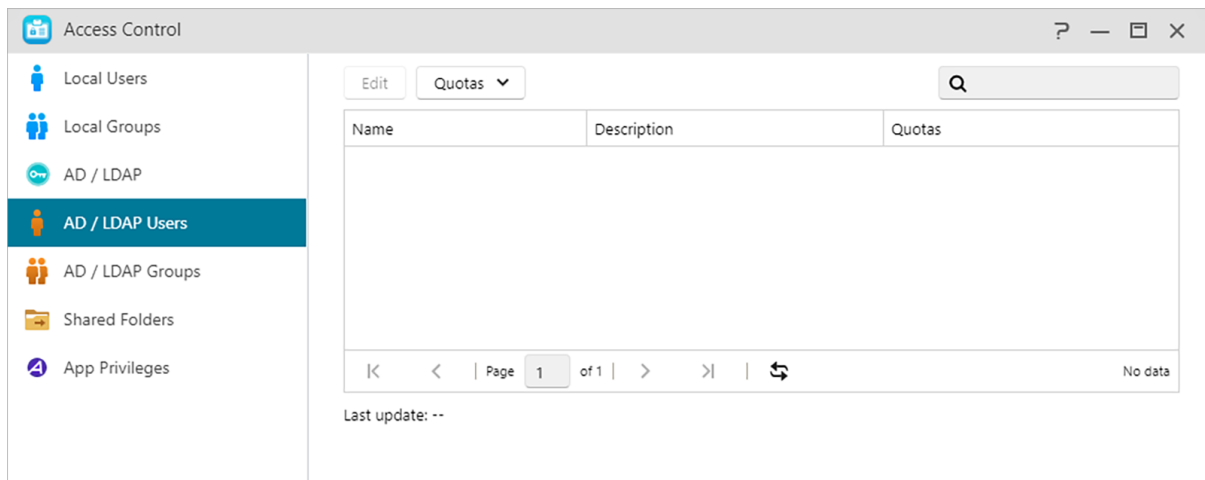 Access Control
Local Users
Local Groups
AD / LDAP
AD / LDAP Users
AD / LDAP Groups
Shared Folders
App Privileges
Edit Quotas
Name Description Quotas
Page 1 of 1 No data
Last update: --